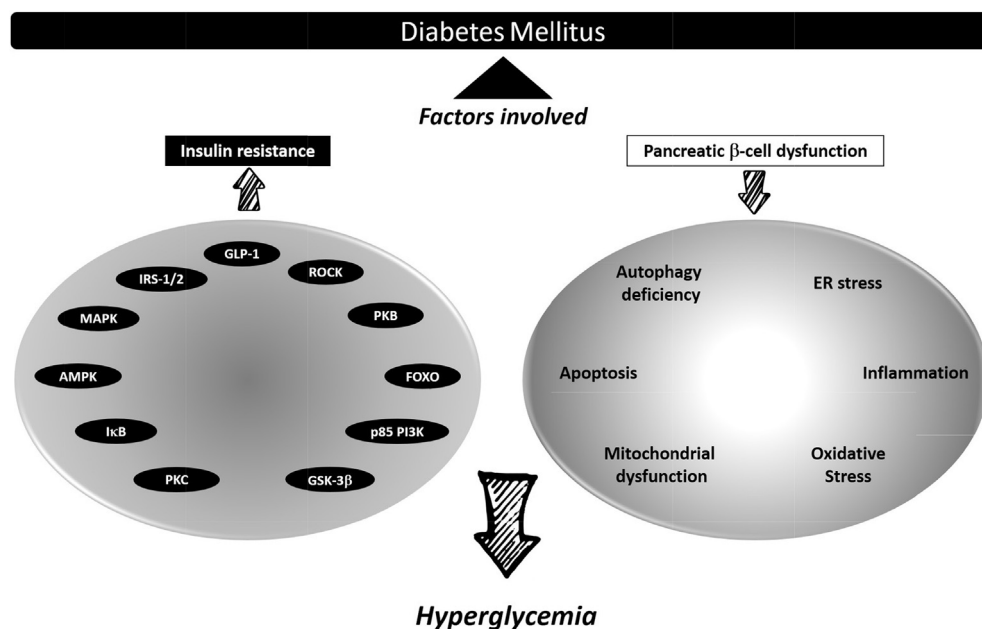 Diabetes Mellitus
Factors involved
Insulin resistance
GLP-1
IRS-1/2
ROCK
MAPK
PKB
AMPK
FOXO
IκB
p85 PI3K
PKC
GSK-3β
Pancreatic β-cell dysfunction
Autophagy
deficiency
ER stress
Apoptosis
Inflammation
Mitochondrial
dysfunction
Oxidative
Stress
Hyperglycemia